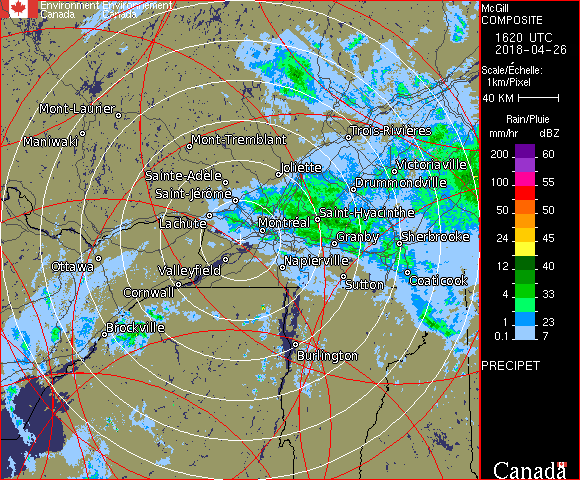 Environment Environnement
Canada Canada
McGill
COMPOSITE
1620 UTC
2018-04-26
Scale/Échelle:
1km/Pixel
40 KM
Rain/Pluie
mm/hr dBZ
200 60
100 55
50 50
24 45
12 40
4 33
1 23
0.1 7
PRECIPET
Canada
Mont-Laurier
Maniwaki
Mont-Tremblant
Trois-Rivières
Sainte-Adèle
Joliette
Victoriaville
Saint-Jérôme
Drummondville
Lachute
Montréal
Saint-Hyacinthe
Granby
Sherbrooke
Ottawa
Valleyfield
Napierville
Cornwall
Sutton
Coaticook
Brockville
Burlington